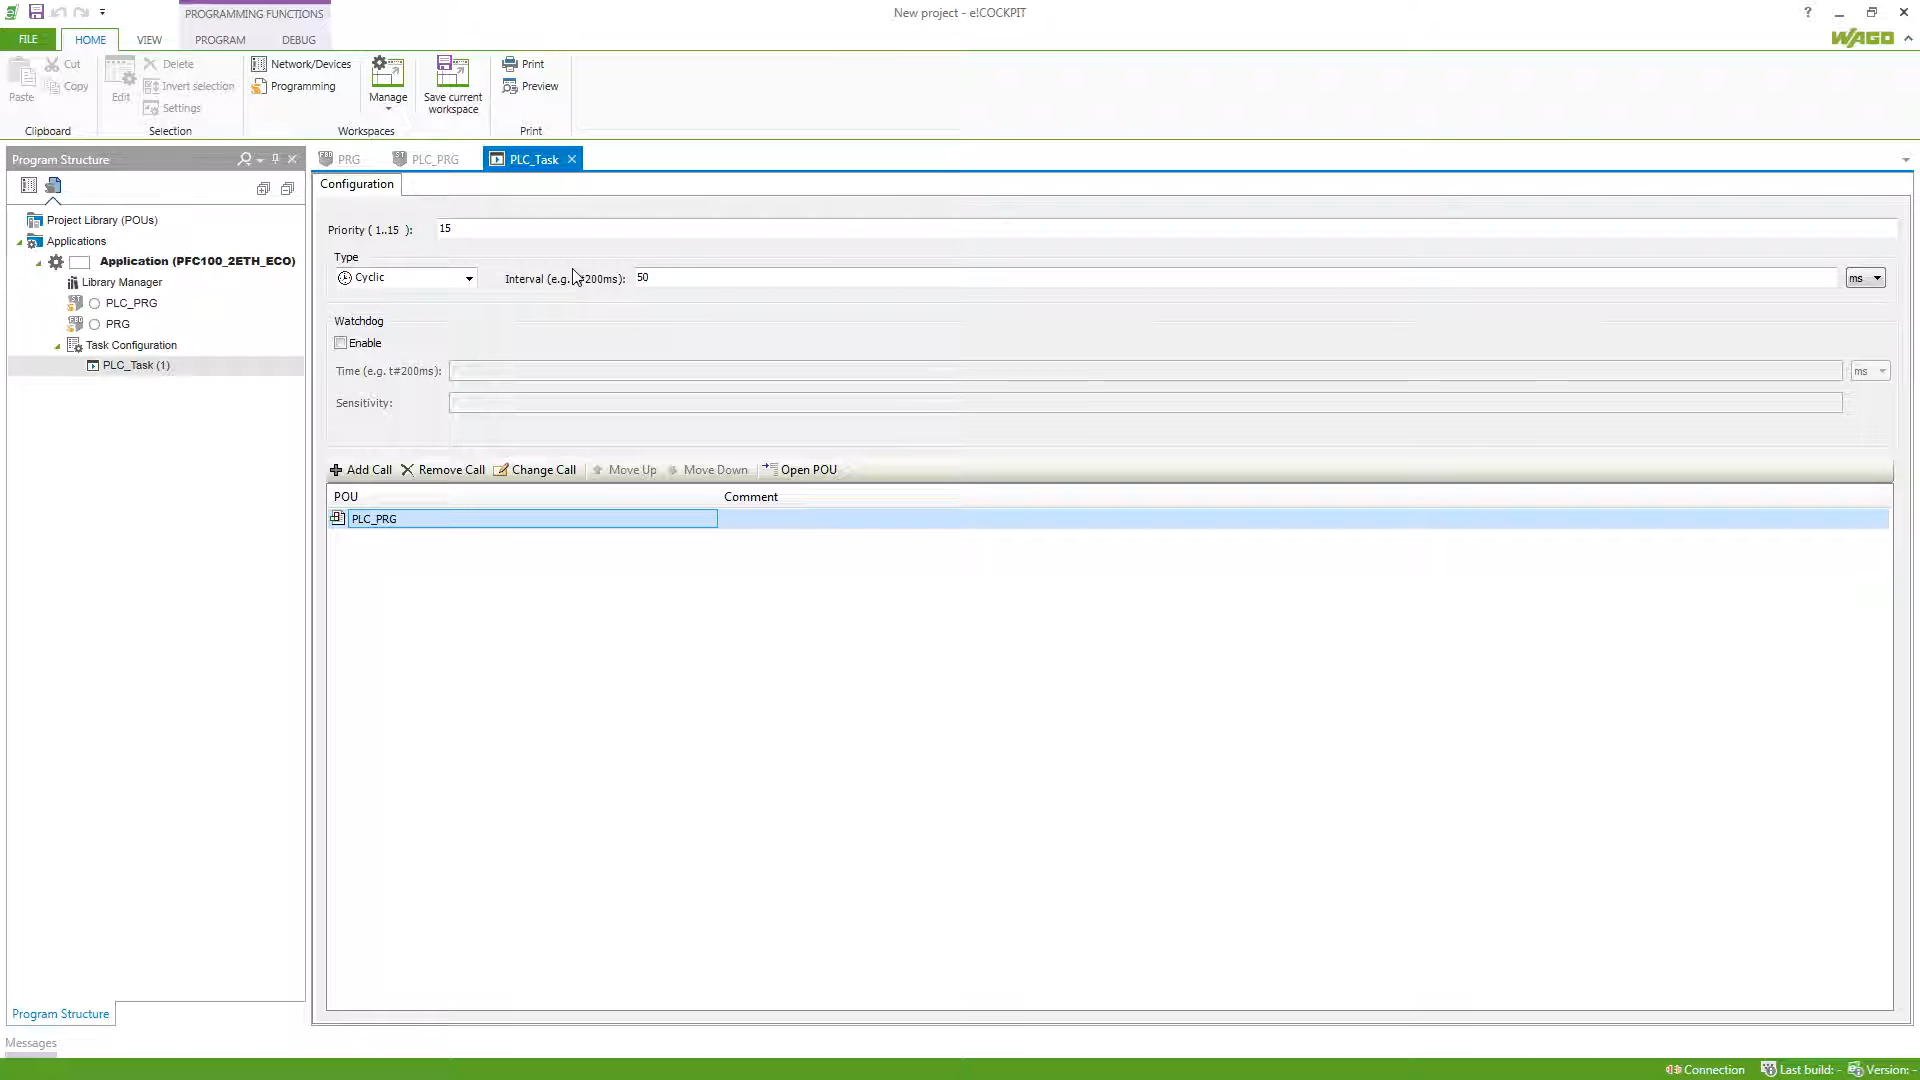 PROGRAMMING FUNCTIONS
New project - e!COCKPIT
?
FILE HOME VIEW PROGRAM DEBUG
WAGO
Paste
Cut
Copy
Clipboard
Edit
Delete
Invert selection
Settings
Selection
Network/Devices
Programming
Manage
Save current
workspace
Workspaces
Print
Preview
Print
Program Structure
PRG
PLC_PRG
PLC_Task
Configuration
Project Library (POUs)
Applications
Application (PFC100_2ETH_ECO)
Library Manager
PLC_PRG
PRG
Task Configuration
PLC_Task (1)
Priority ( 1..15 ): 15
Type
Cyclic Interval (e.g. #200ms): 50 ms
Watchdog
Enable
Time (e.g. t#200ms): ms
Sensitivity:
Add Call Remove Call Change Call Move Up Move Down Open POU
POU Comment
PLC_PRG
Program Structure
Messages
Connection Last build: - Version: -